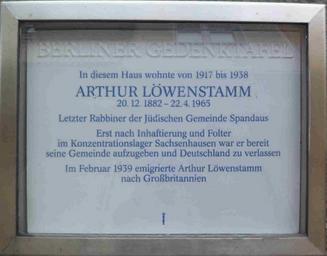 BERLINER GEDENKTAFEL
In diesem Haus wohnte von 1917 bis 1938
ARTHUR LÖWENSTAMM
20. 12. 1882 – 22. 4. 1965
Letzter Rabbiner der Jüdischen Gemeinde Spandaus
Erst nach Inhaftierung und Folter
im Konzentrationslager Sachsenhausen war er bereit
seine Gemeinde aufzugeben und Deutschland zu verlassen
Im Februar 1939 emigrierte Arthur Löwenstamm
nach Großbritannien